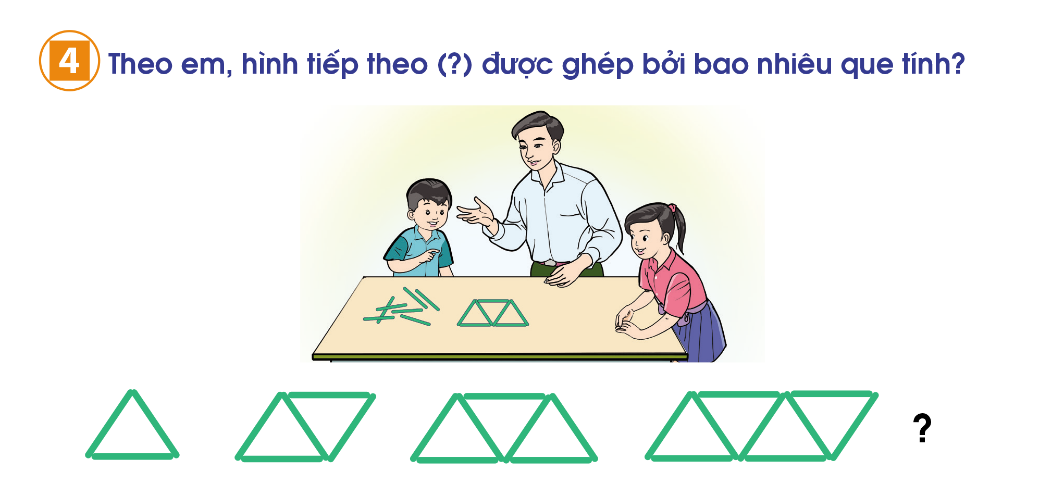 4 Theo em, hình tiếp theo (?) được ghép bởi bao nhiêu que tính?
?